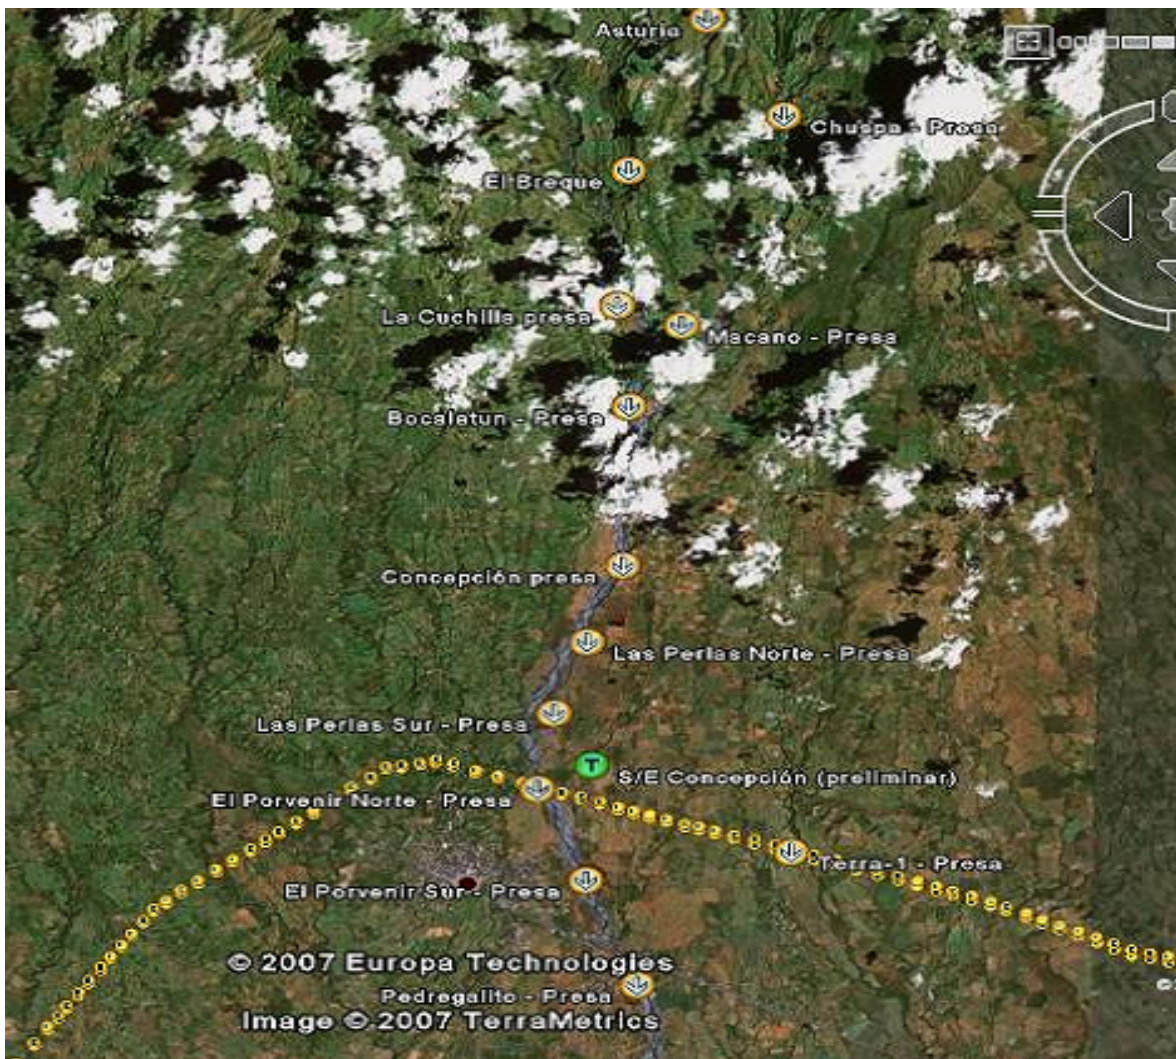 Asturia
Chuspa - Presa
El Breque
La Cuchilla presa
Macano - Presa
Bocalatun - Presa
Concepción presa
Las Perlas Norte - Presa
Las Perlas Sur - Presa
S/E Concepción (preliminar)
El Porvenir Norte - Presa
Terra-1 - Presa
El Porvenir Sur - Presa
© 2007 Europa Technologies
Pedregalito - Presa
Image © 2007 TerraMetrics